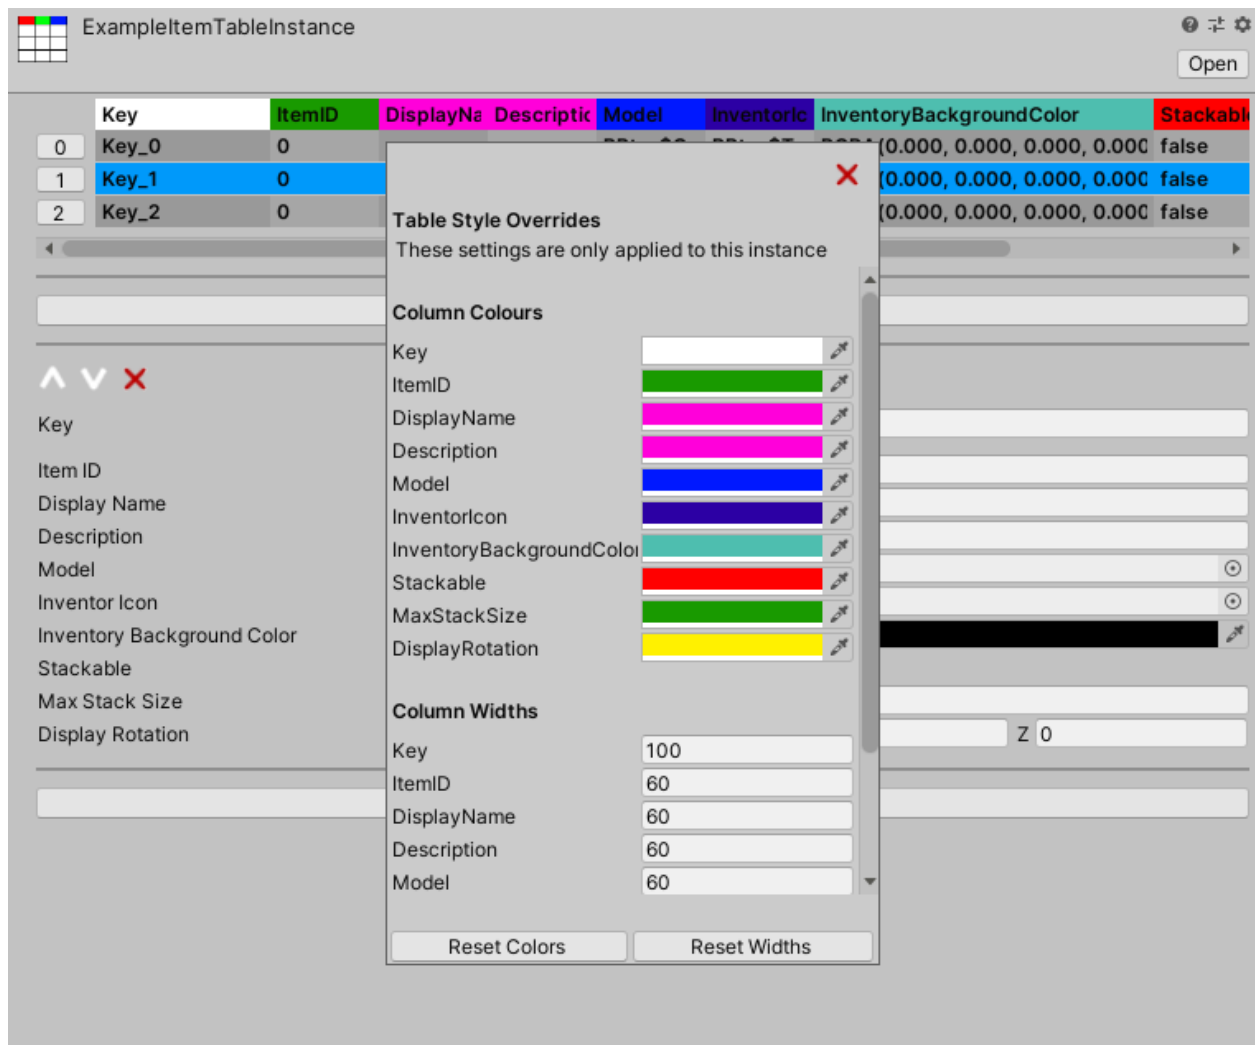 ExampleItemTableInstance
Open
Key ItemID DisplayNa Descriptic Model InventorIc InventoryBackgroundColor Stackabl
0 Key_0 0 (0.000, 0.000, 0.000, 0.000 false
1 Key_1 0 (0.000, 0.000, 0.000, 0.000 false
2 Key_2 0 (0.000, 0.000, 0.000, 0.000 false
Table Style Overrides
These settings are only applied to this instance
Column Colours
Key
ItemID
DisplayName
Description
Model
InventorIcon
InventoryBackgroundColor
Stackable
MaxStackSize
DisplayRotation
Column Widths
Key 100
ItemID 60
DisplayName 60
Description 60
Model 60
Reset Colors Reset Widths
Key
Item ID
Display Name
Description
Model
Inventor Icon
Inventory Background Color
Stackable
Max Stack Size
Display Rotation Z 0